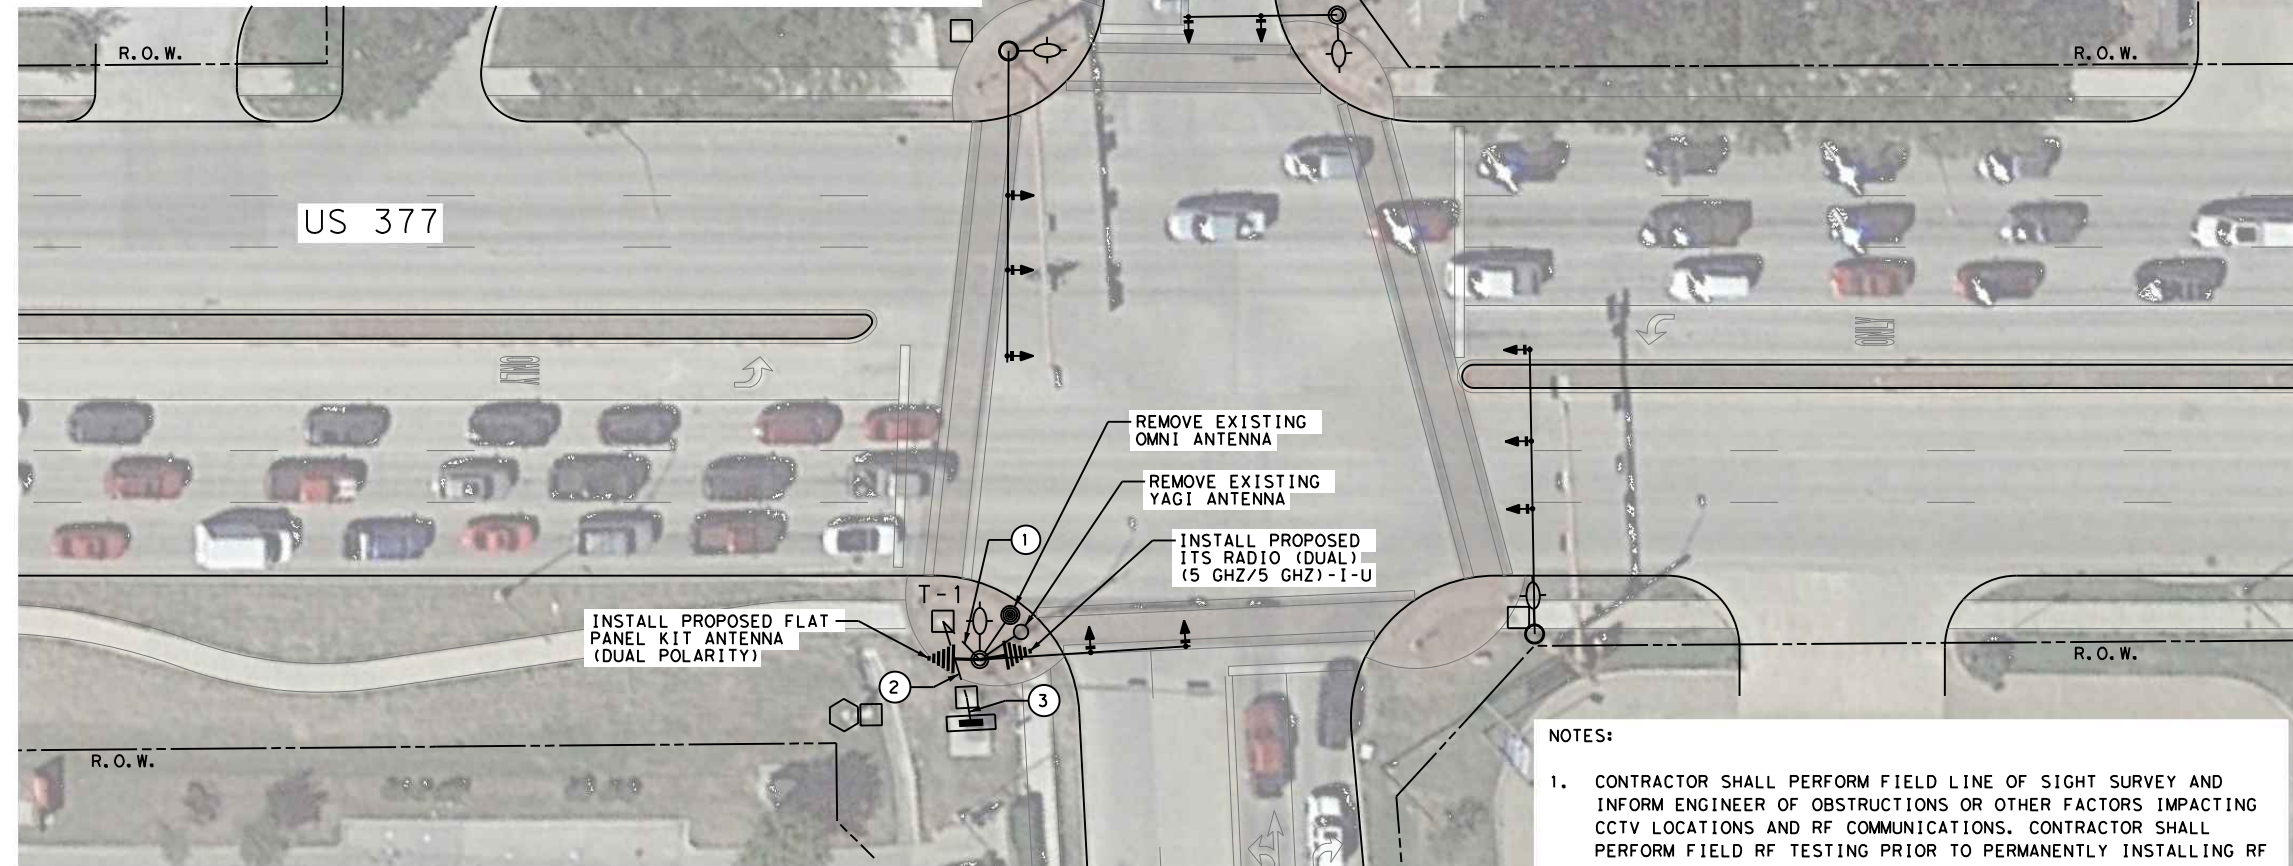 R.O.W.
R.O.W.
US 377
ONLY
ONLY
REMOVE EXISTING
OMNI ANTENNA
REMOVE EXISTING
YAGI ANTENNA
1
INSTALL PROPOSED
ITS RADIO (DUAL)
(5 GHZ/5 GHZ)-I-U
T-1
INSTALL PROPOSED FLAT
PANEL KIT ANTENNA
(DUAL POLARITY)
2
3
R.O.W.
R.O.W.
NOTES:
1. CONTRACTOR SHALL PERFORM FIELD LINE OF SIGHT SURVEY AND
INFORM ENGINEER OF OBSTRUCTIONS OR OTHER FACTORS IMPACTING
CCTV LOCATIONS AND RF COMMUNICATIONS. CONTRACTOR SHALL
PERFORM FIELD RF TESTING PRIOR TO PERMANENTLY INSTALLING RF